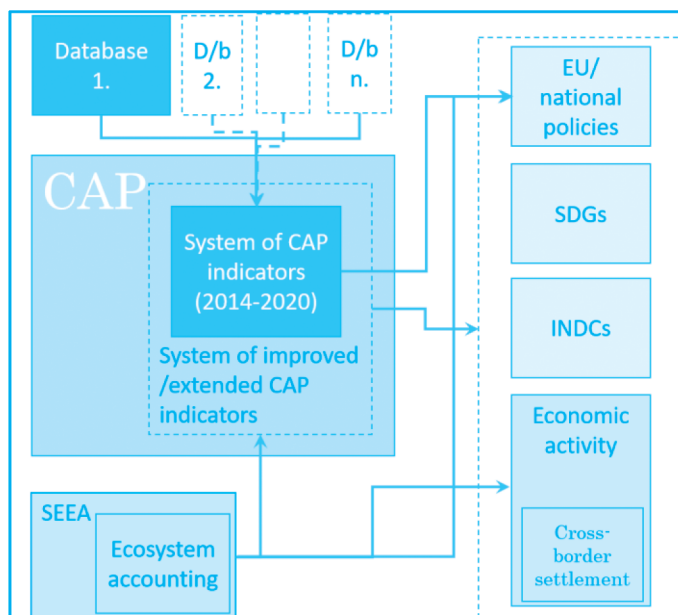 Database
1.
D/b
2.
D/b
n.
CAP
System of CAP
indicators
(2014-2020)
System of improved
/extended CAP
indicators
SEEA
Ecosystem
accounting
EU/
national
policies
SDGs
INDCs
Economic
activity
Cross-
border
settlement